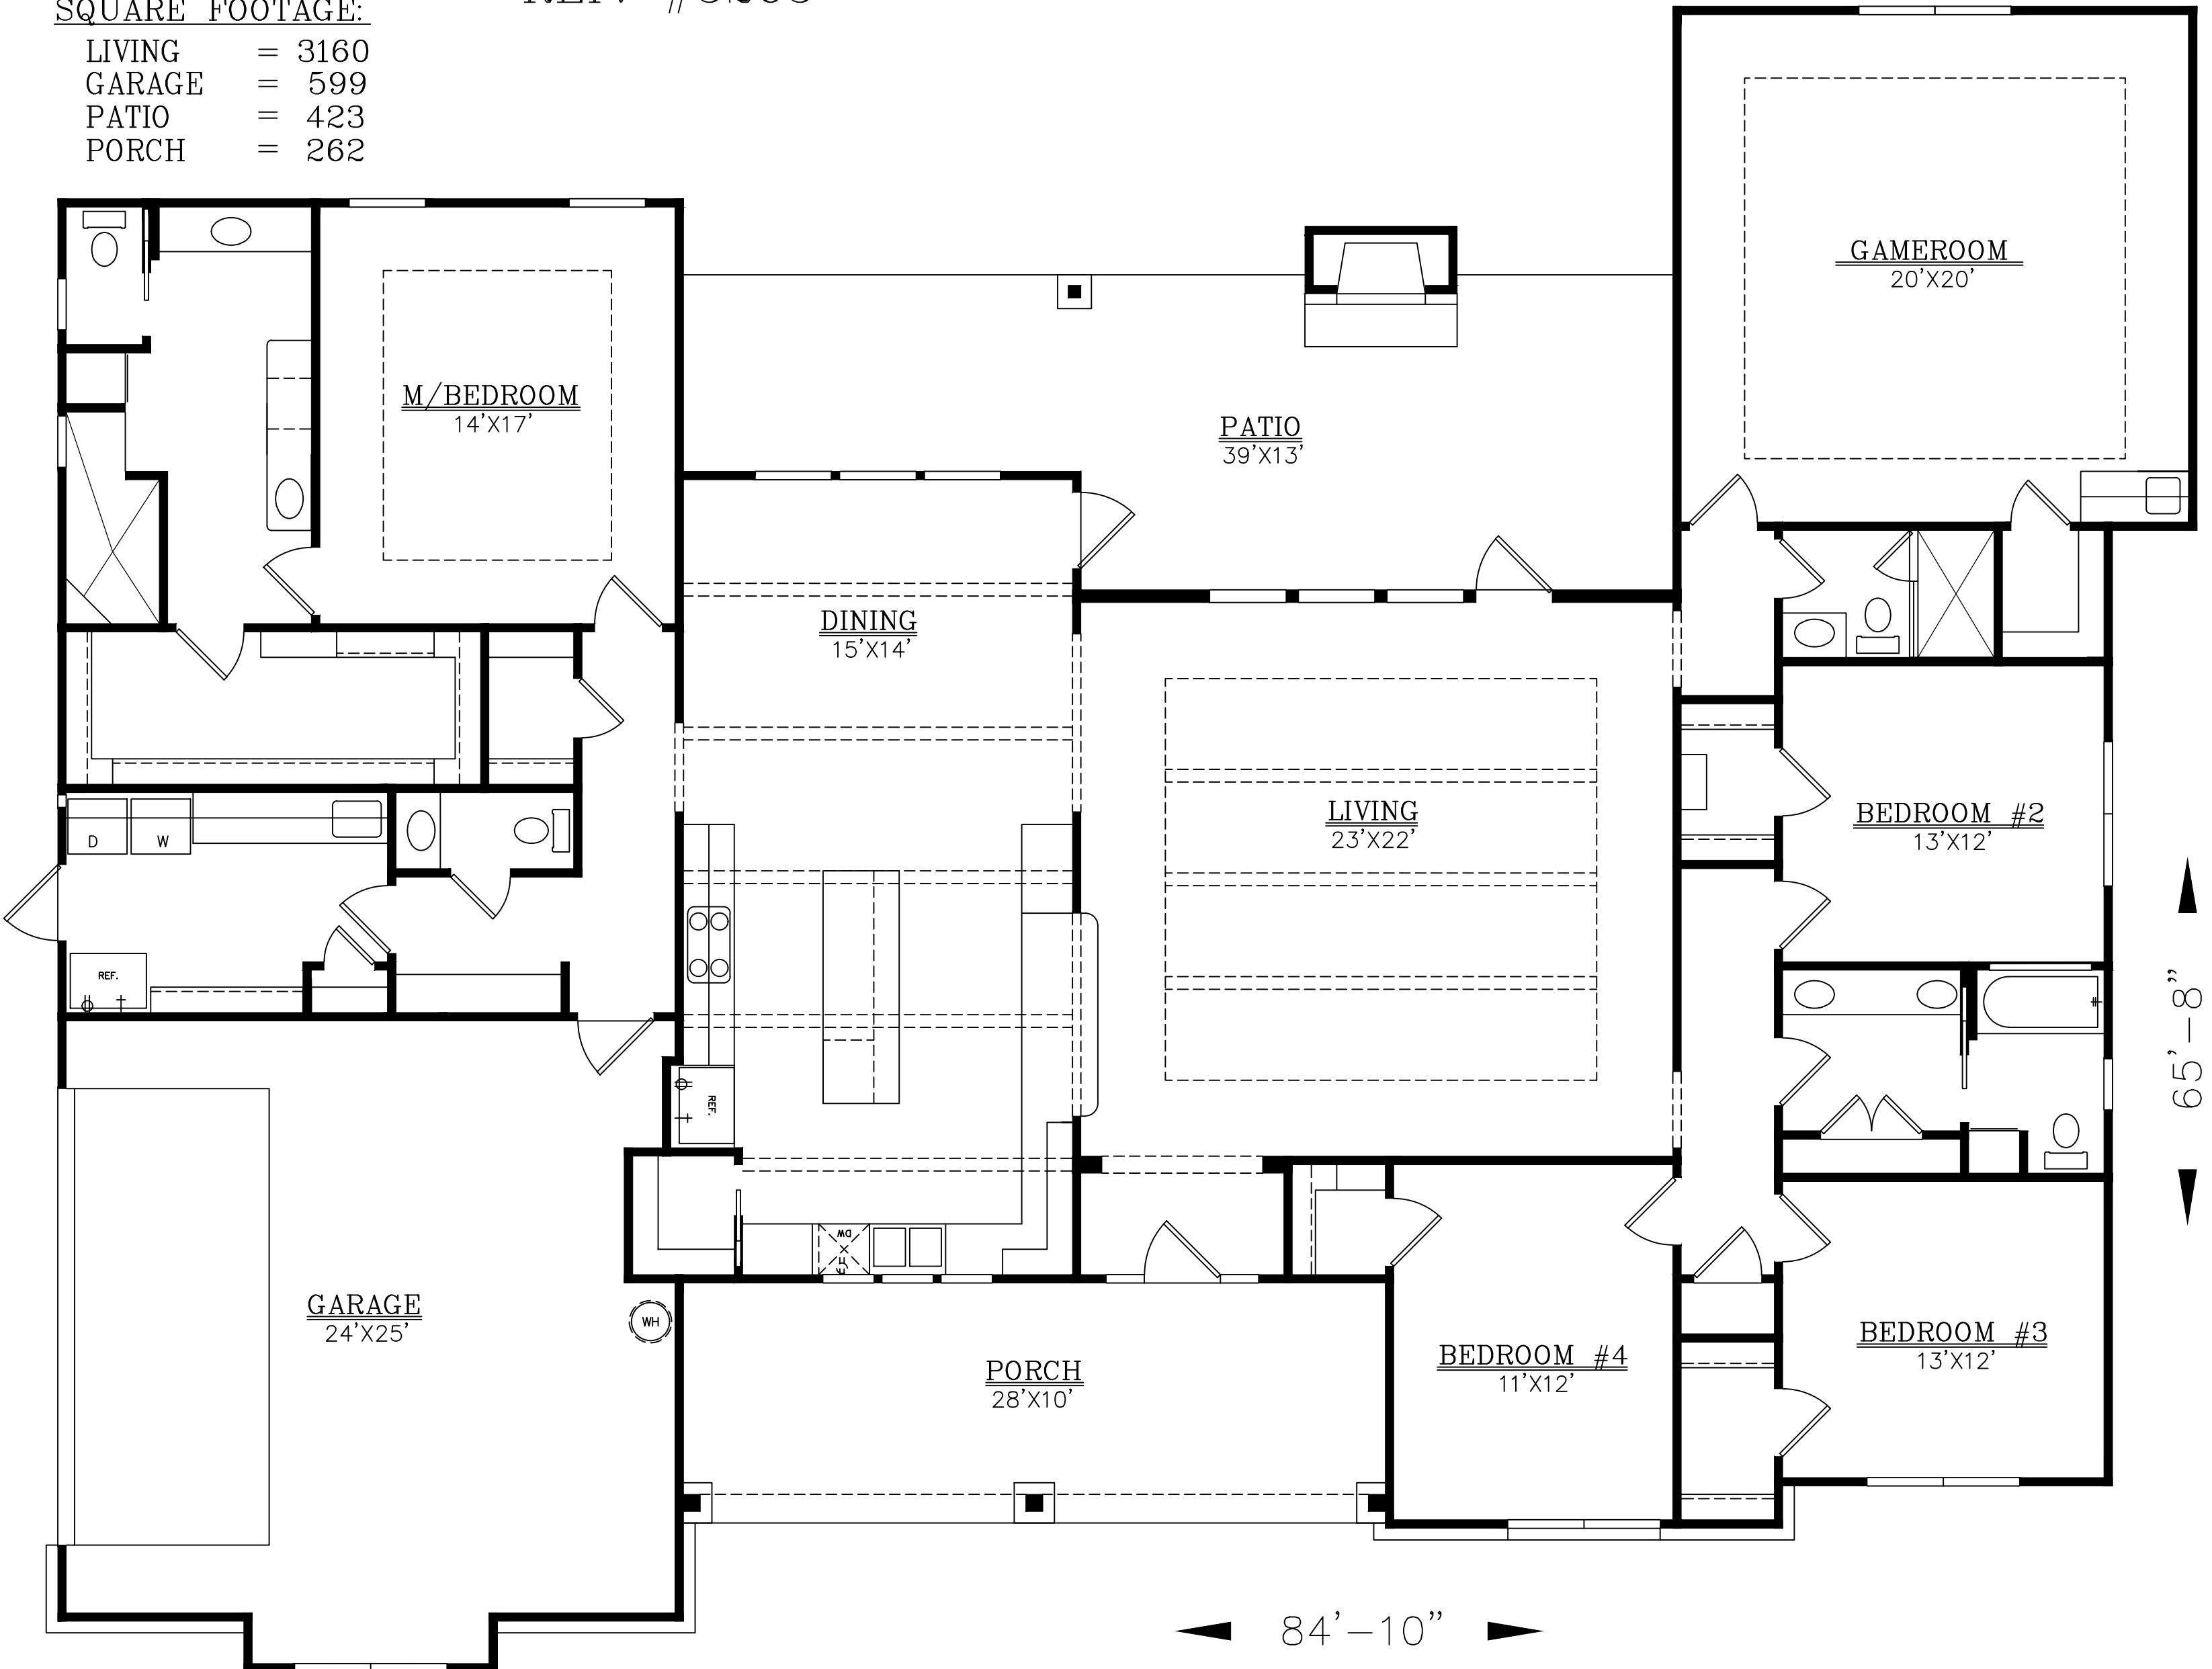 SQUARE FOOTAGE:
LIVING = 3160
GARAGE = 599
PATIO = 423
PORCH = 262
GAMEROOM
20'X20'
M/BEDROOM
14'X17'
PATIO
39'X13'
DINING
15'X14'
LIVING
23'X22'
BEDROOM #2
13'X12'
D
W
REF.
REF.
65'-8"
DW
GARAGE
24'X25'
WH
PORCH
28'X10'
BEDROOM #4
11'X12'
BEDROOM #3
13'X12'
84'-10"